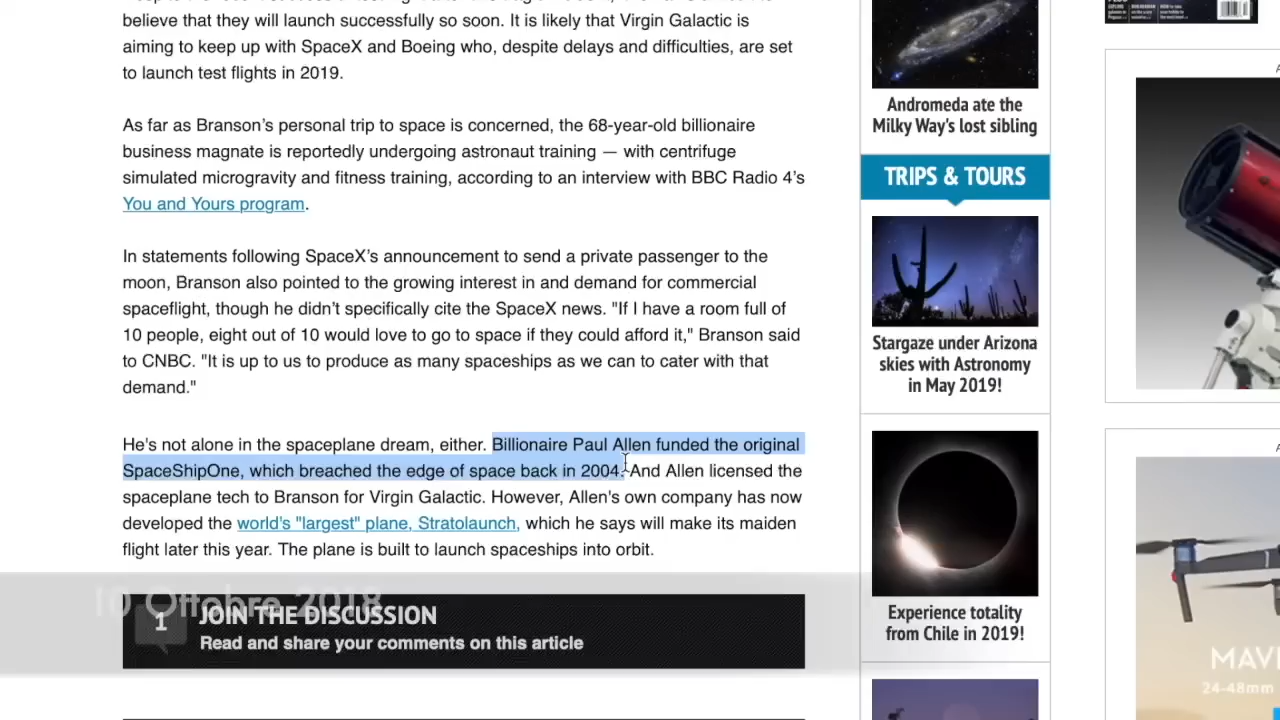 believe that they will launch successfully so soon. It is likely that Virgin Galactic is
aiming to keep up with SpaceX and Boeing who, despite delays and difficulties, are set
to launch test flights in 2019.
As far as Branson’s personal trip to space is concerned, the 68-year-old billionaire
business magnate is reportedly undergoing astronaut training — with centrifuge
simulated microgravity and fitness training, according to an interview with BBC Radio 4’s
You and Yours program.
In statements following SpaceX’s announcement to send a private passenger to the
moon, Branson also pointed to the growing interest in and demand for commercial
spaceflight, though he didn’t specifically cite the SpaceX news. "If I have a room full of
10 people, eight out of 10 would love to go to space if they could afford it," Branson said
to CNBC. "It is up to us to produce as many spaceships as we can to cater with that
demand."
He's not alone in the spaceplane dream, either. Billionaire Paul Allen funded the original
SpaceShipOne, which breached the edge of space back in 2004. And Allen licensed the
spaceplane tech to Branson for Virgin Galactic. However, Allen's own company has now
developed the world's "largest" plane, Stratolaunch, which he says will make its maiden
flight later this year. The plane is built to launch spaceships into orbit.
10 Ottobre 2018
1
JOIN THE DISCUSSION
Read and share your comments on this article
Andromeda ate the
Milky Way's lost sibling
TRIPS & TOURS
Stargaze under Arizona
skies with Astronomy
in May 2019!
Experience totality
from Chile in 2019!
24-48mm